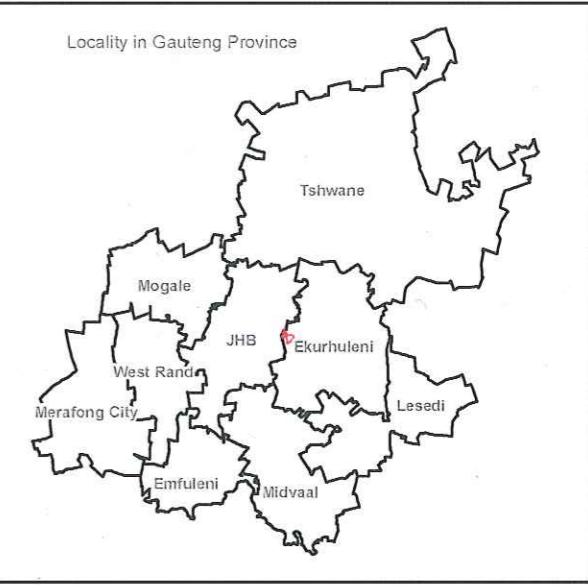 Locality in Gauteng Province
Tshwane
Mogale
JHB
Ekurhuleni
West Rand
Merafong City
Lesedi
Emfuleni
Midvaal